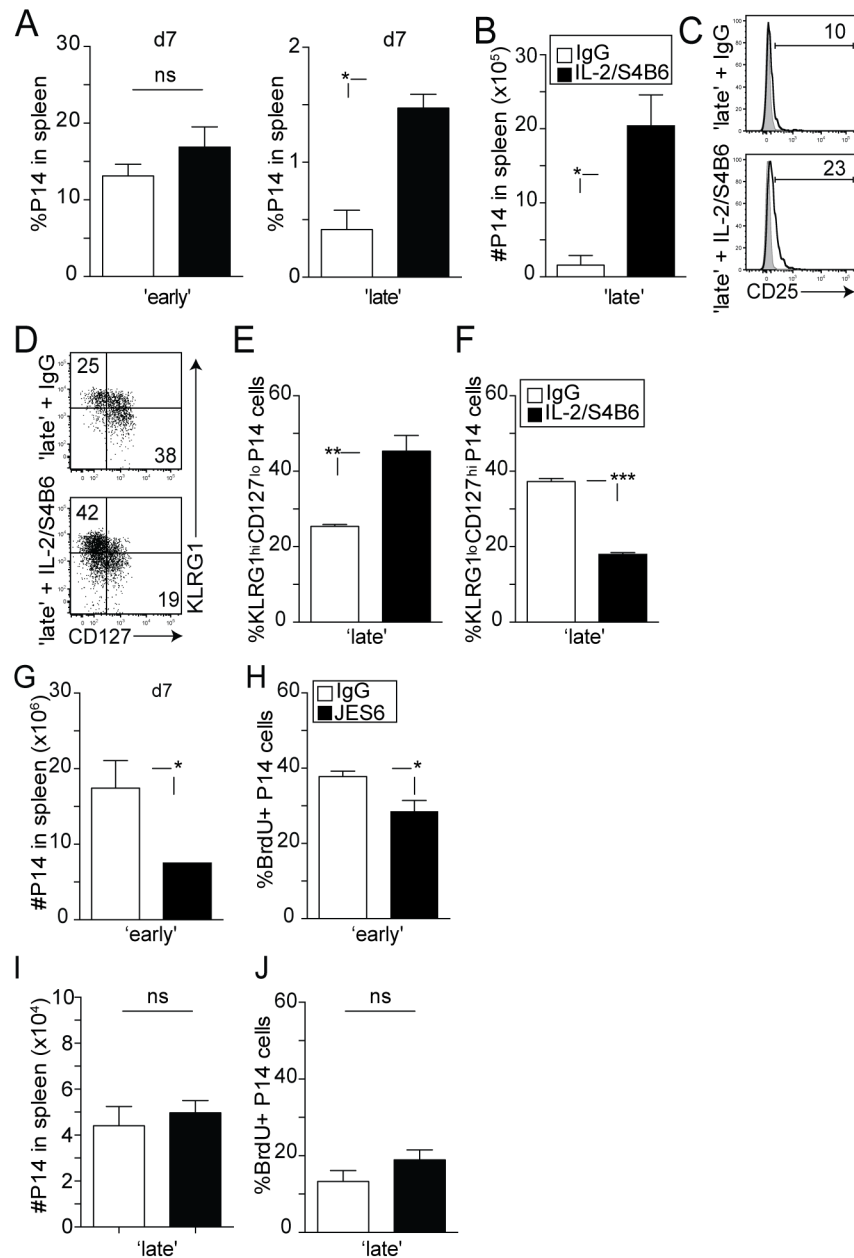 A
d7
%P14 in spleen
30
20
10
0
ns
'early'
d7
%P14 in spleen
2
1
0
*
'late'
B
IgG
IL-2/S4B6
#P14 in spleen (x10⁵)
30
20
10
0
*
'late'
C
'late' + IgG
10
'late' + IL-2/S4B6
23
CD25
D
'late' + IgG
25
38
'late' + IL-2/S4B6
42
19
KLRG1
CD127
E
%KLRG1hiCD127lo P14 cells
60
40
20
0
**
'late'
F
IgG
IL-2/S4B6
%KLRG1loCD127hi P14 cells
60
40
20
0
***
'late'
G
d7
#P14 in spleen (x10⁶)
30
20
10
0
*
'early'
H
IgG
JES6
%BrdU+ P14 cells
60
40
20
0
*
'early'
I
#P14 in spleen (x10⁴)
10
8
6
4
2
0
ns
'late'
J
%BrdU+ P14 cells
60
40
20
0
ns
'late'